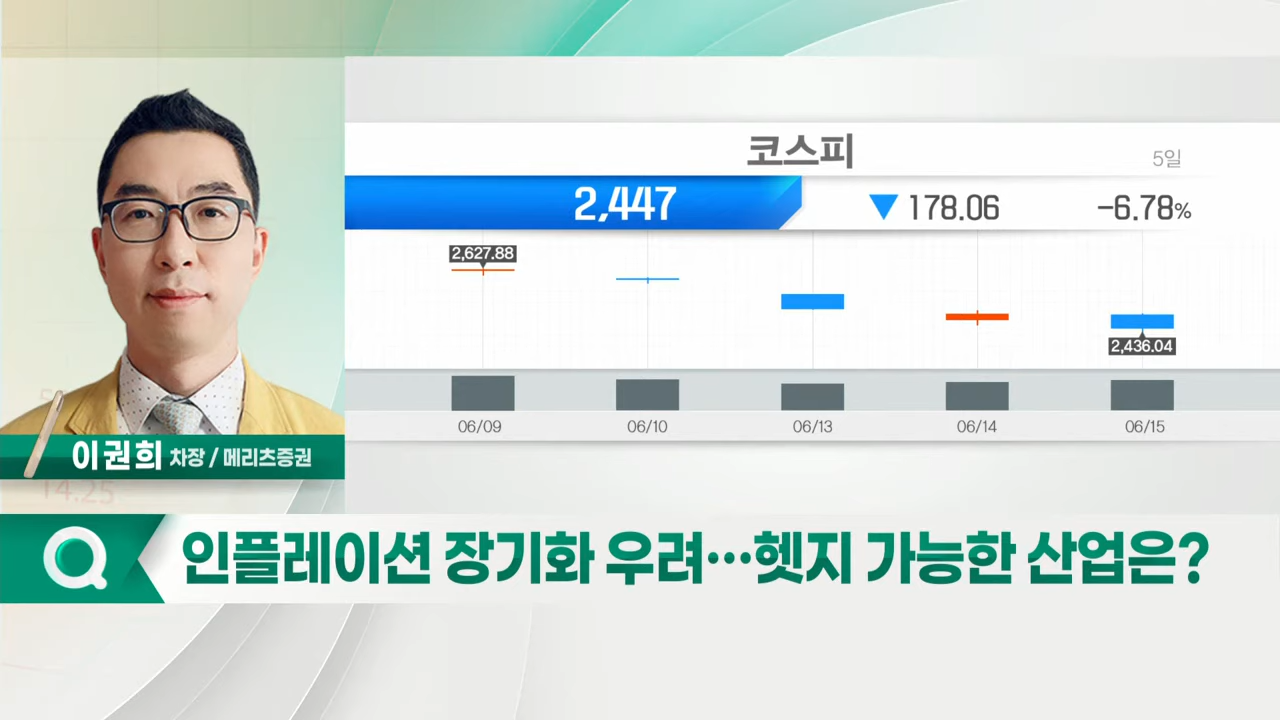 코스피
5일
2,447 ▼178.06 -6.78%
2,627.88
2,436.04
06/09 06/10 06/13 06/14 06/15
이권희 차장 / 메리츠증권
14.25
Q 인플레이션 장기화 우려…헷지 가능한 산업은?